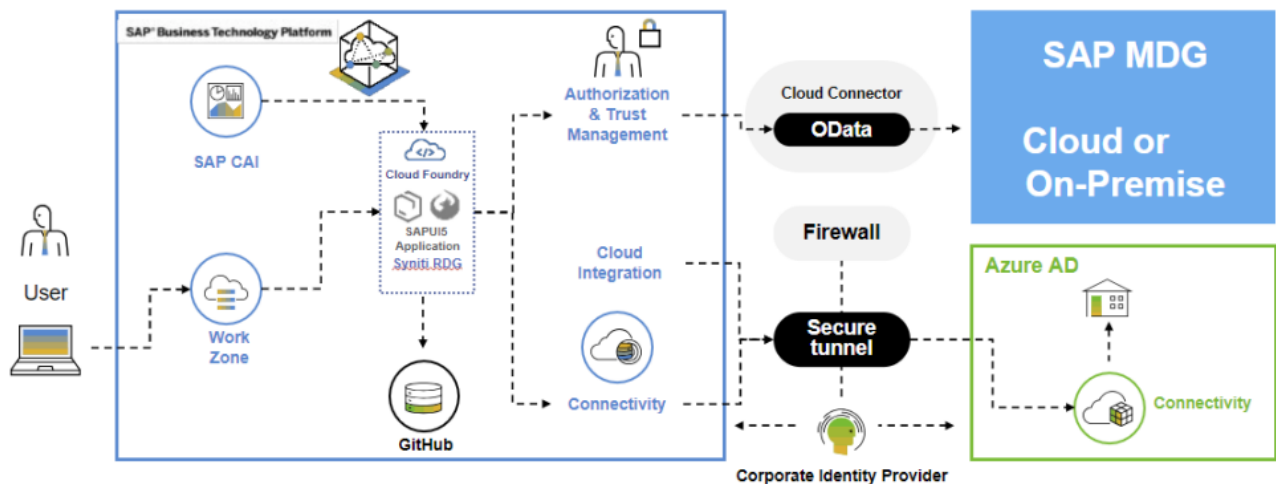 SAP® Business Technology Platform
SAP CAI
Cloud Foundry
SAPUI5
Application
Syniti RDG
User
Work
Zone
GitHub
Authorization
& Trust
Management
Cloud
Integration
Connectivity
Cloud Connector
OData
Firewall
Secure
tunnel
Corporate Identity Provider
SAP MDG
Cloud or
On-Premise
Azure AD
Connectivity